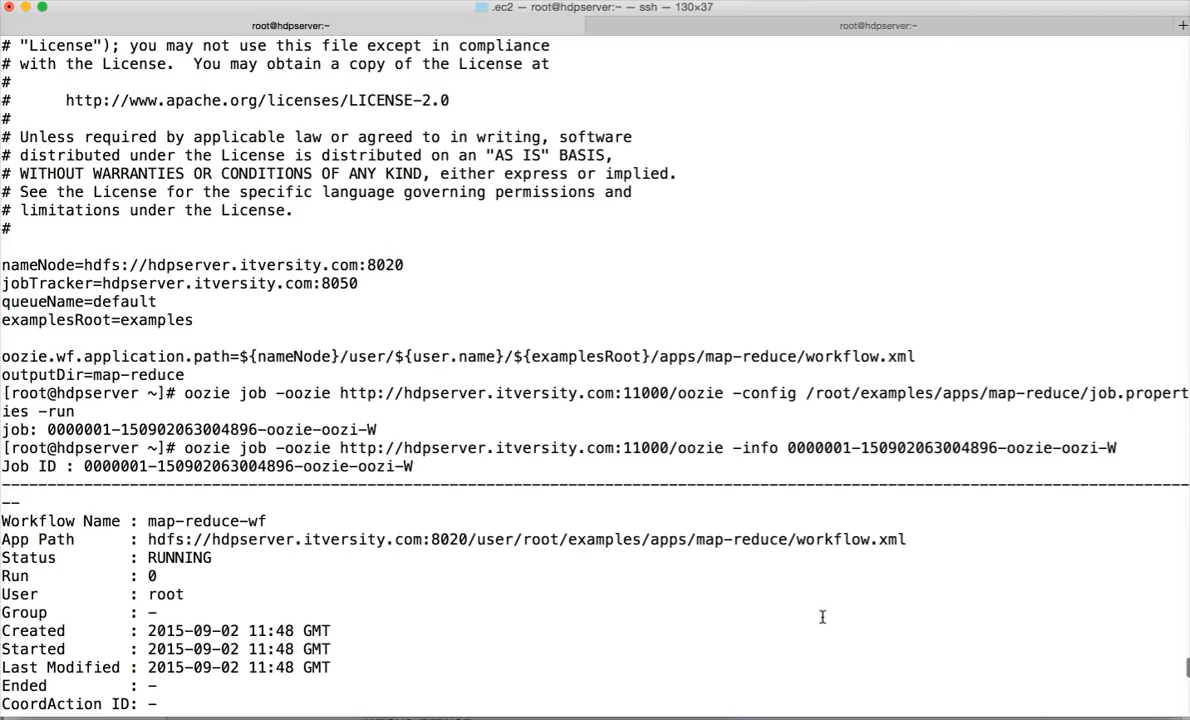 .ec2 — root@hdpserver:~ — ssh — 130×37
root@hdpserver:~
root@hdpserver:~
+
# "License"); you may not use this file except in compliance
# with the License.  You may obtain a copy of the License at
#
#      http://www.apache.org/licenses/LICENSE-2.0
#
# Unless required by applicable law or agreed to in writing, software
# distributed under the License is distributed on an "AS IS" BASIS,
# WITHOUT WARRANTIES OR CONDITIONS OF ANY KIND, either express or implied.
# See the License for the specific language governing permissions and
# limitations under the License.
#
nameNode=hdfs://hdpserver.itversity.com:8020
jobTracker=hdpserver.itversity.com:8050
queueName=default
examplesRoot=examples
oozie.wf.application.path=${nameNode}/user/${user.name}/${examplesRoot}/apps/map-reduce/workflow.xml
outputDir=map-reduce
[root@hdpserver ~]# oozie job -oozie http://hdpserver.itversity.com:11000/oozie -config /root/examples/apps/map-reduce/job.propert
ies -run
job: 0000001-150902063004896-oozie-oozi-W
[root@hdpserver ~]# oozie job -oozie http://hdpserver.itversity.com:11000/oozie -info 0000001-150902063004896-oozie-oozi-W
Job ID : 0000001-150902063004896-oozie-oozi-W
----------------------------------------------------------------------------------------------------------------------------------
--
Workflow Name : map-reduce-wf
App Path      : hdfs://hdpserver.itversity.com:8020/user/root/examples/apps/map-reduce/workflow.xml
Status        : RUNNING
Run           : 0
User          : root
Group         : -
Created       : 2015-09-02 11:48 GMT
Started       : 2015-09-02 11:48 GMT
Last Modified : 2015-09-02 11:48 GMT
Ended         : -
CoordAction ID: -